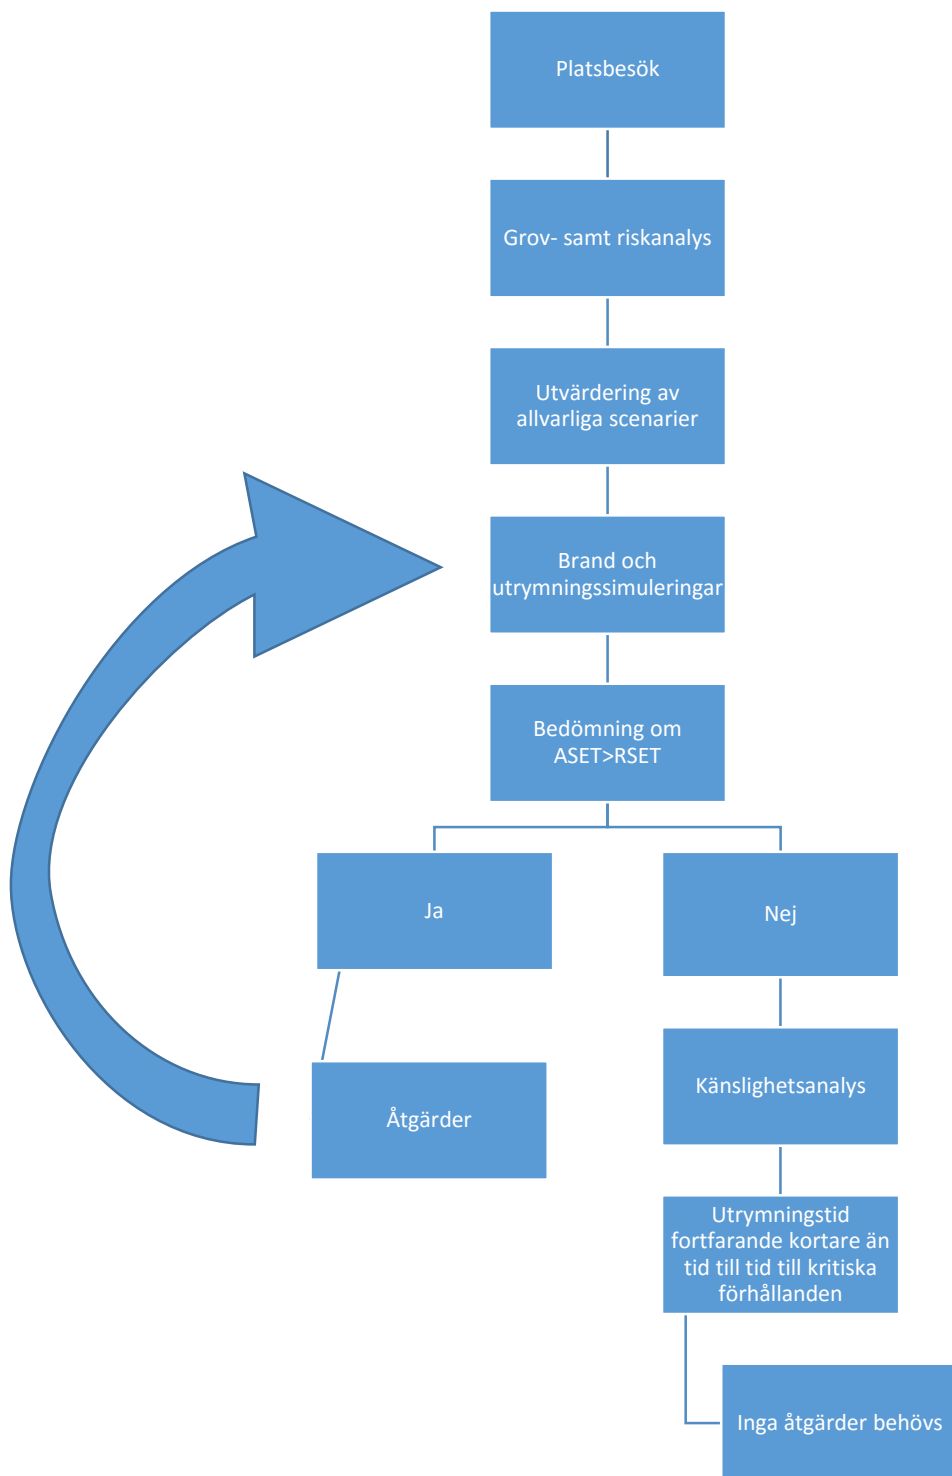 Platsbesök
Grov- samt riskanalys
Utvärdering av
allvarliga scenarier
Brand och
utrymningssimuleringar
Bedömning om
ASET>RSET
Ja
Nej
Åtgärder
Känslighetsanalys
Utrymningstid
fortfarande kortare än
tid till tid till kritiska
förhållanden
Inga åtgärder behövs